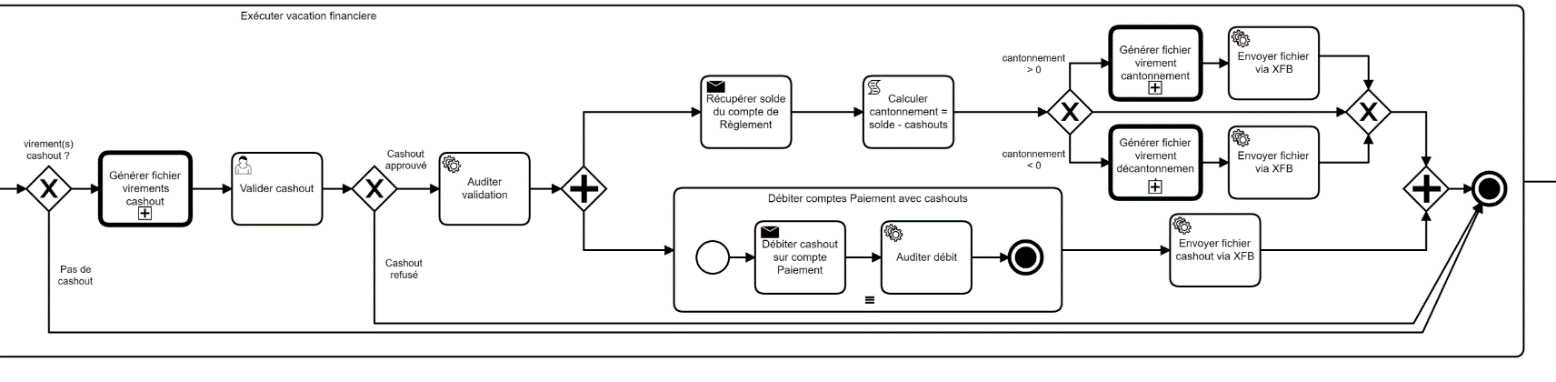 Exécuter vacation financiere
virement(s)
cashout ?
Générer fichier
virements
cashout
Valider cashout
Cashout
approuvé
Auditer
validation
Pas de
cashout
Cashout
refusé
Récupérer solde
du compte de
Règlement
Calculer
cantonnement =
solde - cashouts
cantonnement
> 0
Générer fichier
virement
cantonnement
Envoyer fichier
via XFB
cantonnement
< 0
Générer fichier
virement
décantonnemen
Envoyer fichier
via XFB
Débiter comptes Paiement avec cashouts
Débiter cashout
sur compte
Paiement
Auditer débit
Envoyer fichier
cashout via XFB